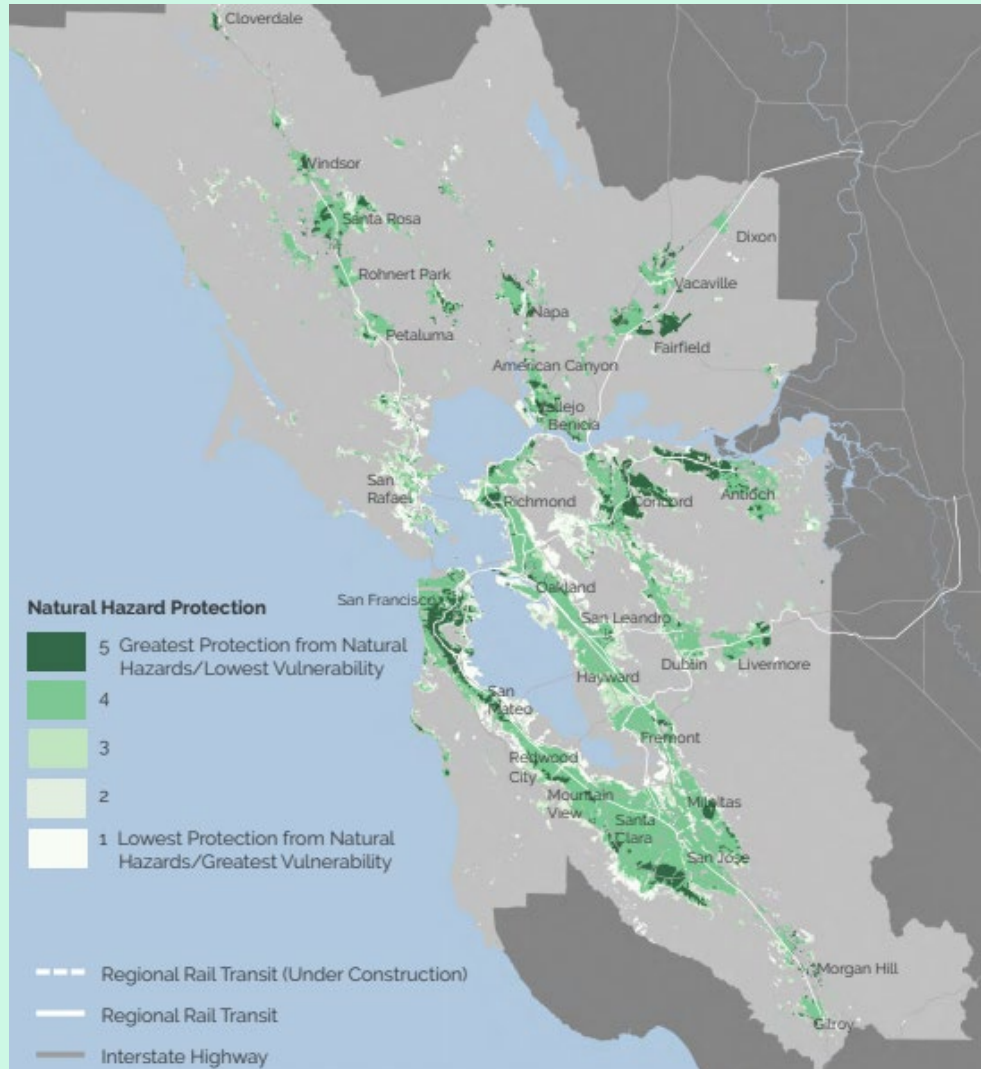 Cloverdale
Windsor
Santa Rosa
Dixon
Rohnert Park
Vacaville
Napa
Petaluma
Fairfield
American Canyon
Vallejo
Benicia
San
Rafael
Richmond
Concord
Antioch
Oakland
San Francisco
San Leandro
Dublin
Livermore
Hayward
San
Mateo
Fremont
Redwood
City
Mountain
View
Milpitas
Santa
Clara
San Jose
Morgan Hill
Gilroy
Natural Hazard Protection
5 Greatest Protection from Natural
Hazards/Lowest Vulnerability
4
3
2
1 Lowest Protection from Natural
Hazards/Greatest Vulnerability
Regional Rail Transit (Under Construction)
Regional Rail Transit
Interstate Highway